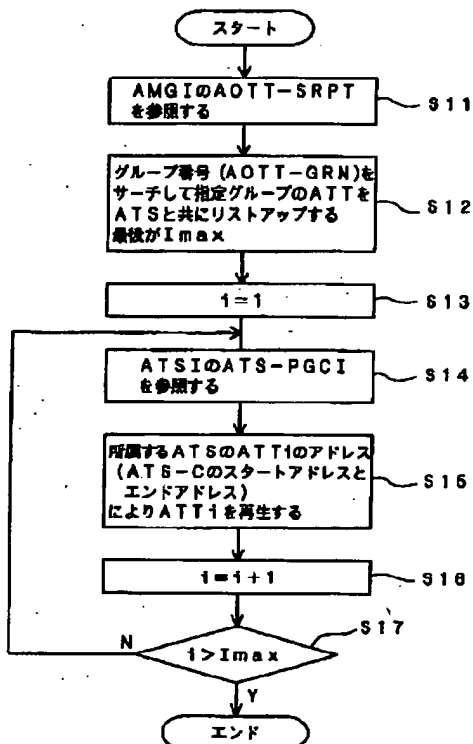 スタート
AMGIのAOTT-SRPT
を参照する
S11
グループ番号(AOTT-GRN)を
サーチして指定グループのATTを
ATSと共にリストアップする
最後がImax
S12
i=1
S13
ATSIのATS-PGCI
を参照する
S14
所属するATSのATTiのアドレス
(ATS-Cのスタートアドレスと
エンドアドレス)
によりATTiを再生する
S15
i=i+1
S16
S17
N
i>Imax
Y
エンド